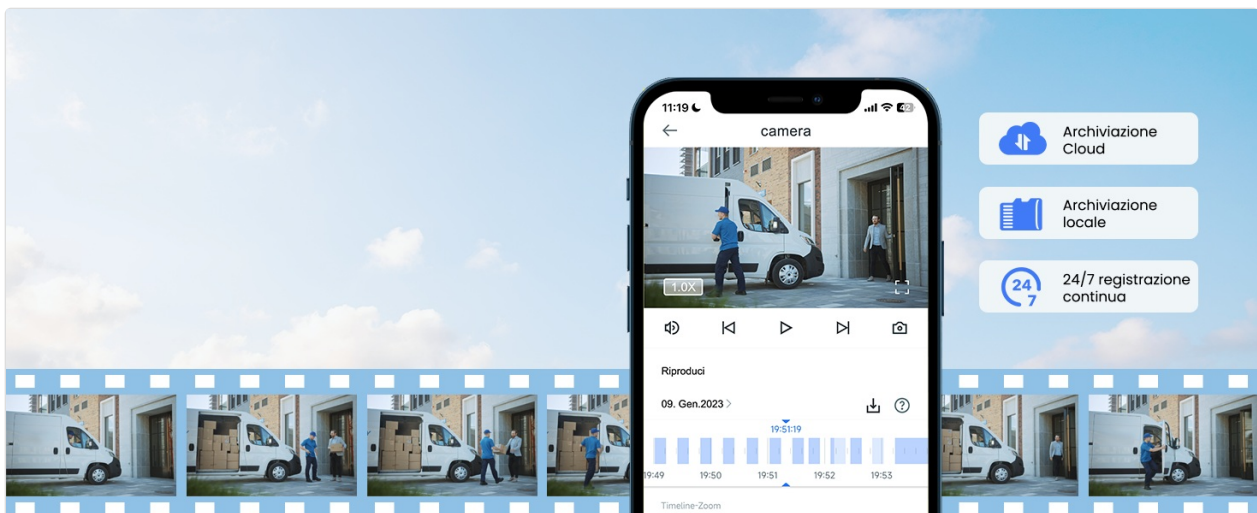 11:19
42
camera
1.0X
Riproduci
09. Gen.2023
19:51:19
19:49 19:50 19:51 19:52 19:53
Timeline-Zoom
Archiviazione
Cloud
Archiviazione
locale
24/7 registrazione
continua
24
7